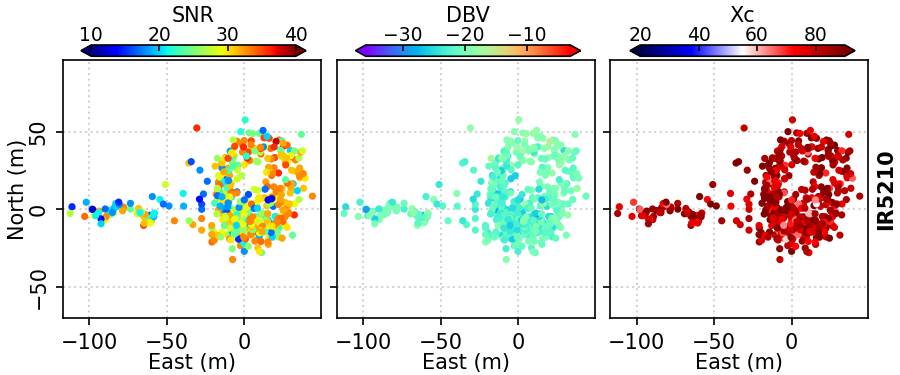 SNR DBV Xc
10 20 30 40 −30 −20 −10 20 40 60 80
50
0
−50
North (m)
IR5210
−100 −50 0 −100 −50 0 −100 −50 0
East (m) East (m) East (m)